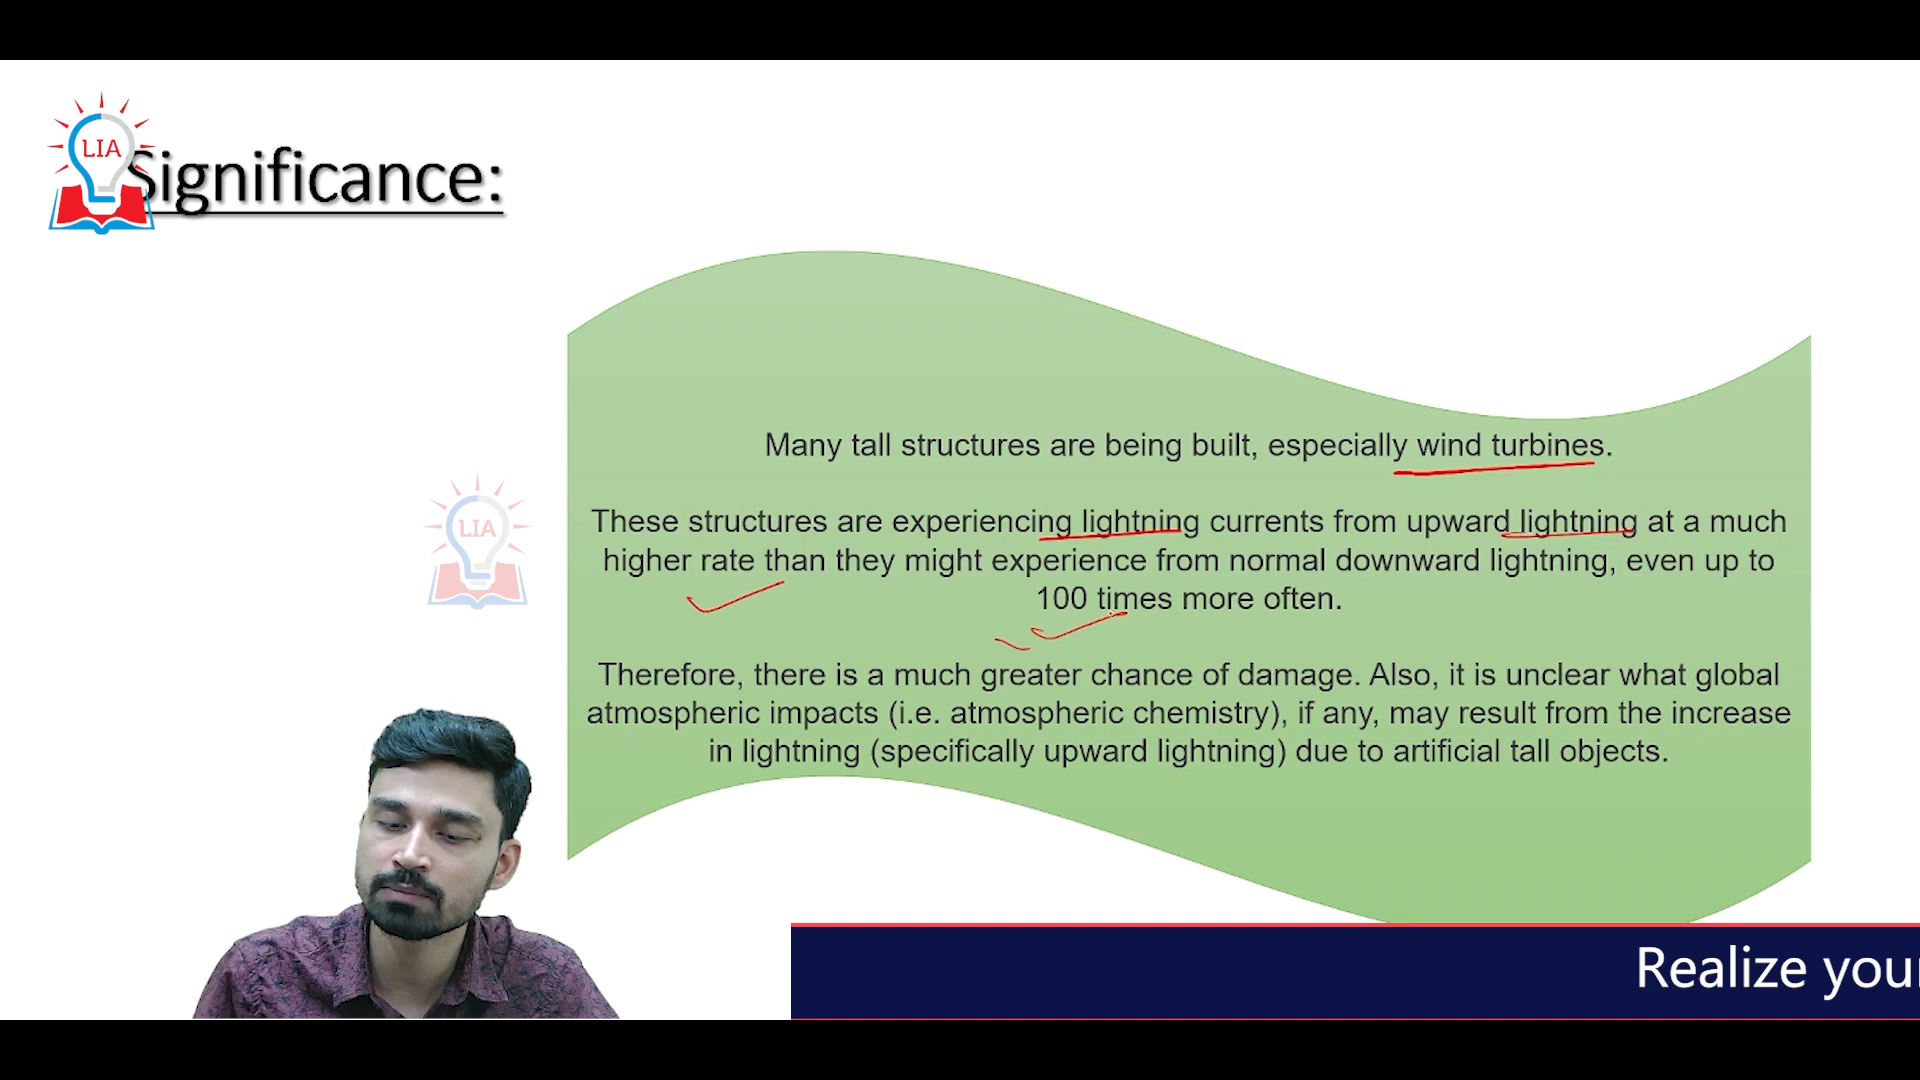 LIA
Significance:
Many tall structures are being built, especially wind turbines.
These structures are experiencing lightning currents from upward lightning at a much
higher rate than they might experience from normal downward lightning, even up to
100 times more often.
LIA
Therefore, there is a much greater chance of damage. Also, it is unclear what global
atmospheric impacts (i.e. atmospheric chemistry), if any, may result from the increase
in lightning (specifically upward lightning) due to artificial tall objects.
Realize your